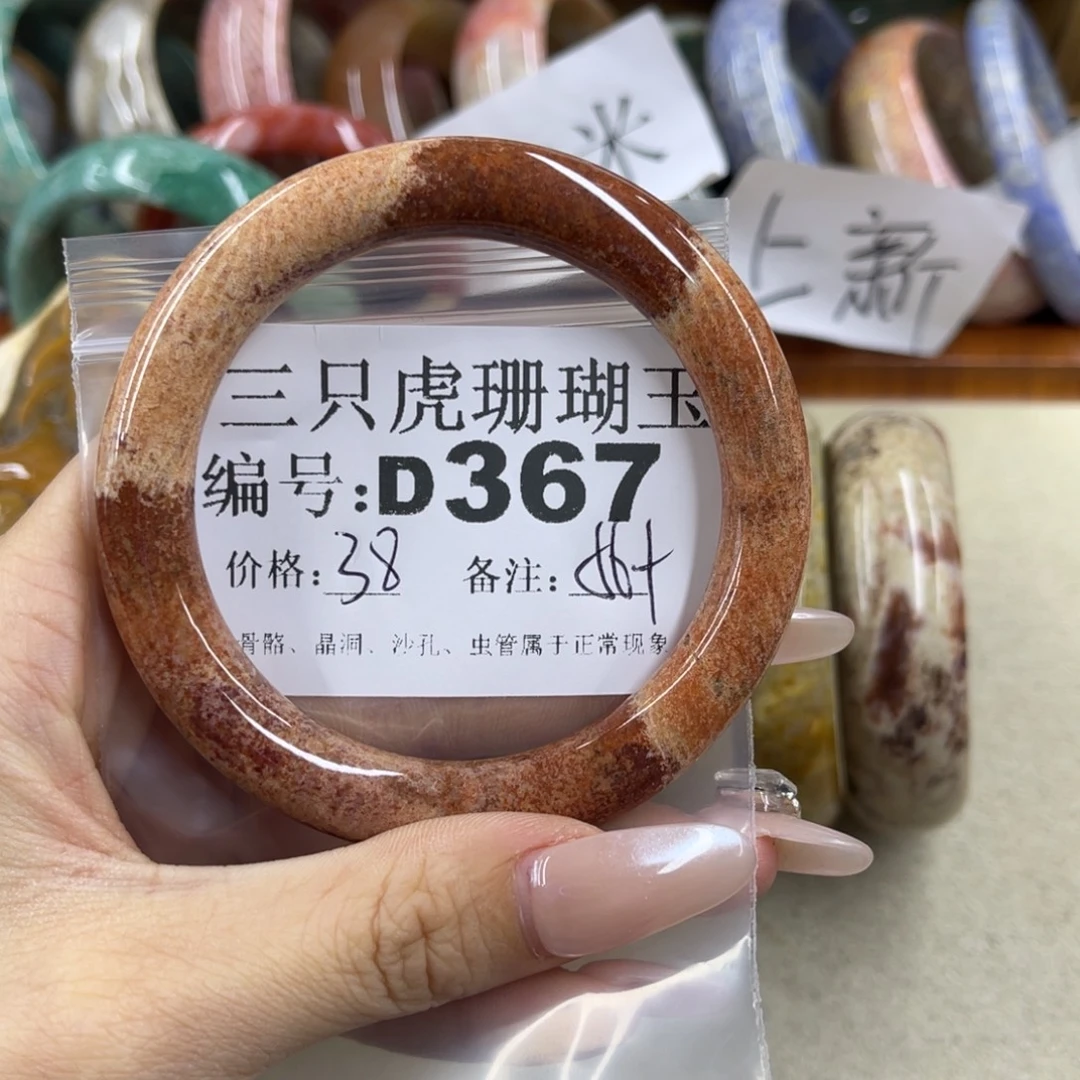 米
上新
三只虎珊瑚玉
编号:D367
价格:38 备注:
骨骼、晶洞、沙孔、虫管属于正常现象